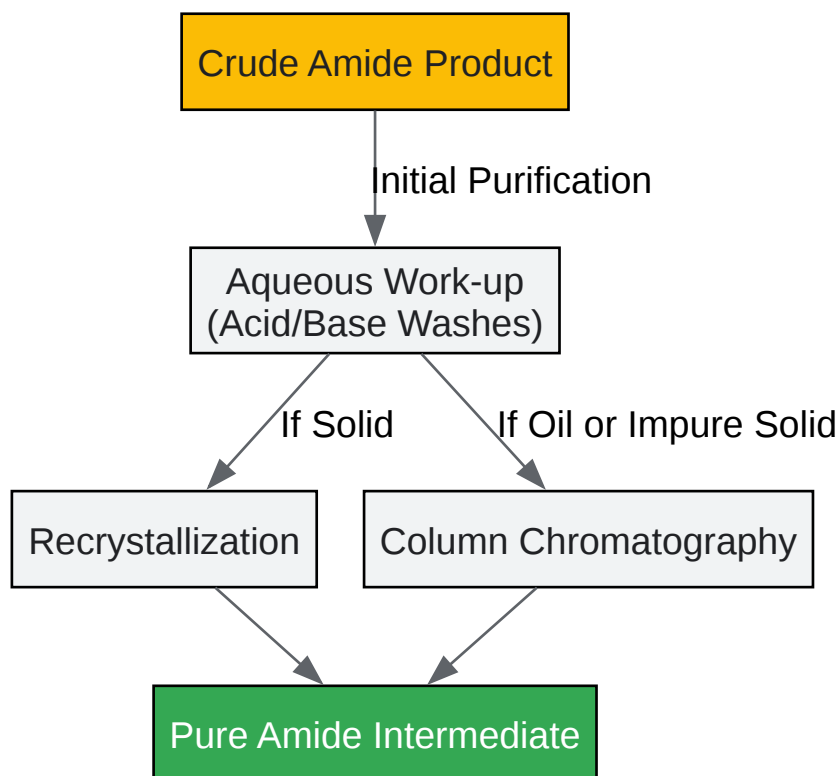 Crude Amide Product
Initial Purification
Aqueous Work-up
(Acid/Base Washes)
If Solid
If Oil or Impure Solid
Recrystallization
Column Chromatography
Pure Amide Intermediate